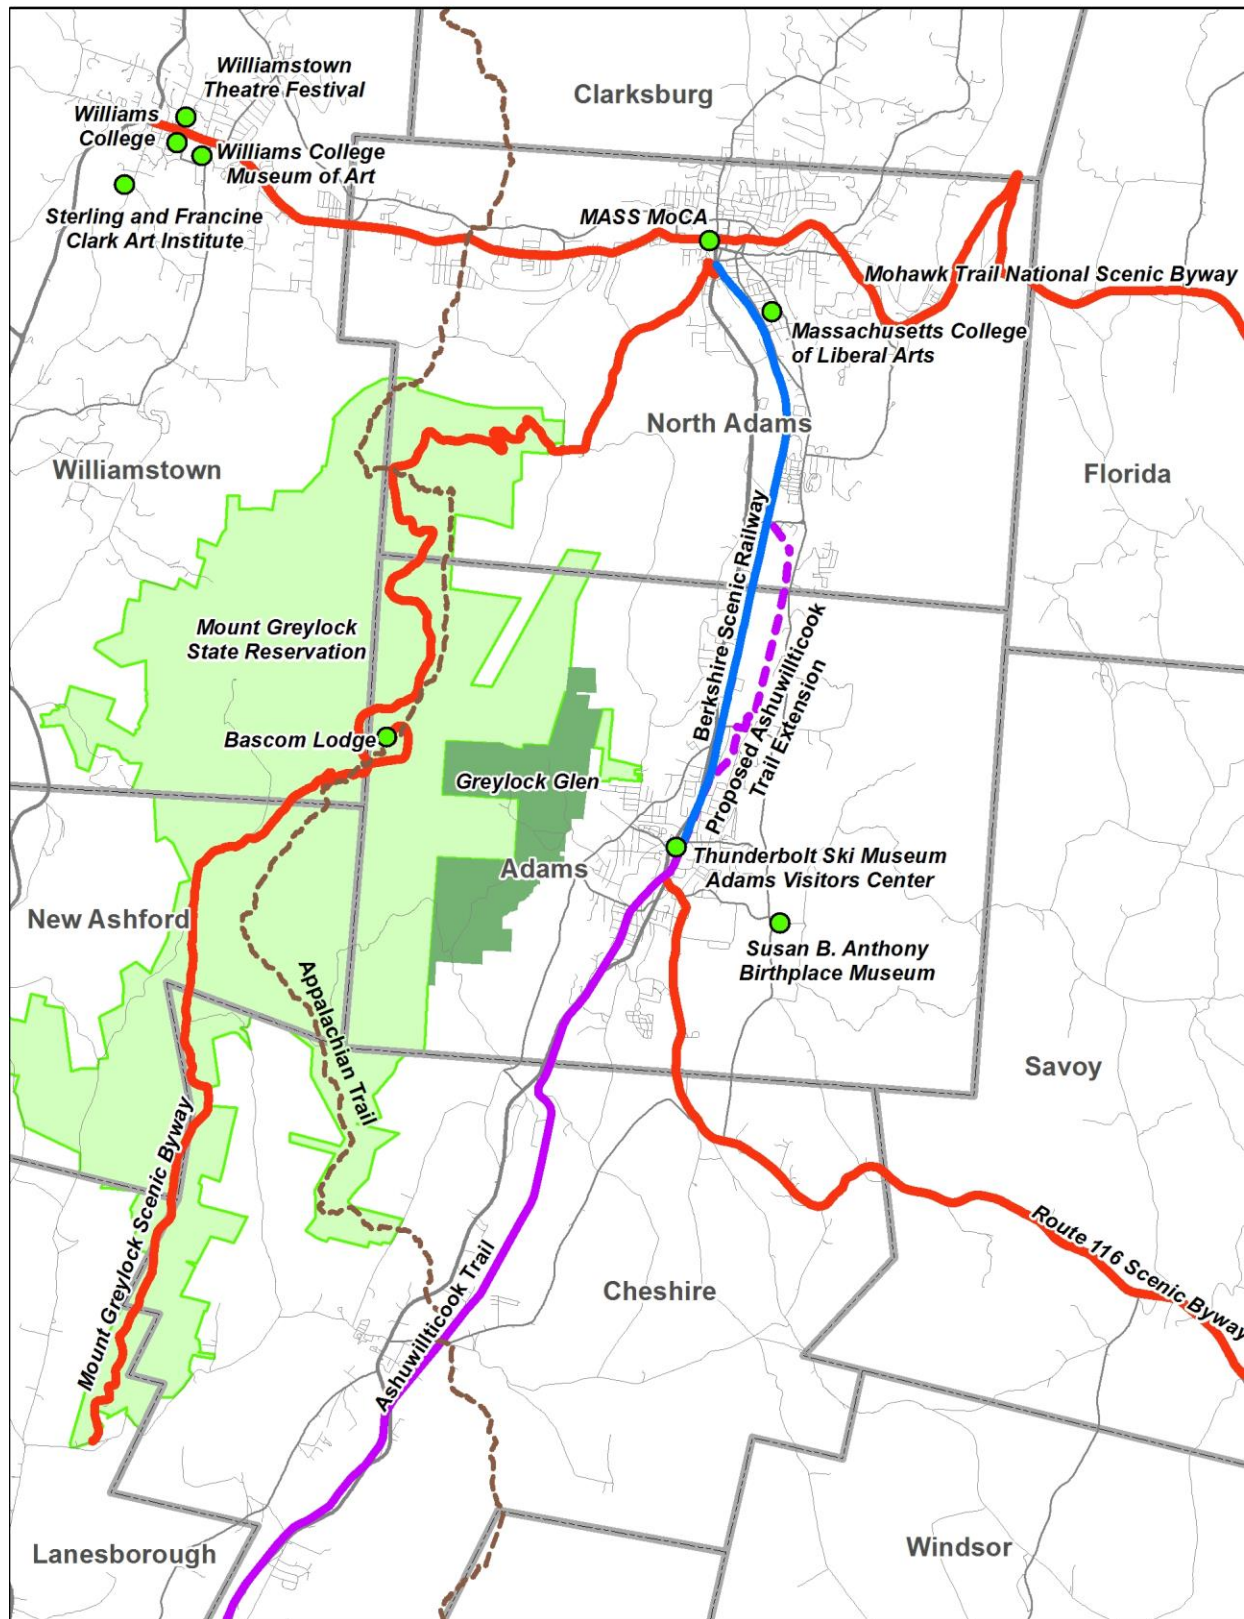 Clarksburg
Williamstown
Theatre Festival
Williams
College
Williams College
Museum of Art
Sterling and Francine
Clark Art Institute
MASS MoCA
Mohawk Trail National Scenic Byway
Massachusetts College
of Liberal Arts
North Adams
Williamstown
Florida
Berkshire Scenic Railway
Mount Greylock
State Reservation
Proposed Ashuwillticook
Trail Extension
Bascom Lodge
Greylock Glen
Adams
Thunderbolt Ski Museum
Adams Visitors Center
New Ashford
Susan B. Anthony
Birthplace Museum
Appalachian Trail
Savoy
Mount Greylock Scenic Byway
Route 116 Scenic Byway
Ashuwillticook Trail
Cheshire
Lanesborough
Windsor